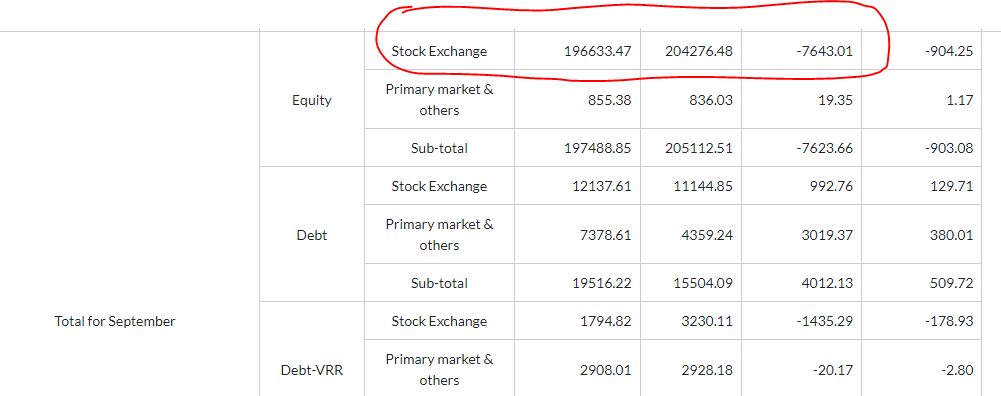 Stock Exchange 196633.47 204276.48 -7643.01 -904.25
Equity
Primary market &
others
855.38 836.03 19.35 1.17
Sub-total 197488.85 205112.51 -7623.66 -903.08
Stock Exchange 12137.61 11144.85 992.76 129.71
Debt
Primary market &
others
7378.61 4359.24 3019.37 380.01
Sub-total 19516.22 15504.09 4012.13 509.72
Total for September
Stock Exchange 1794.82 3230.11 -1435.29 -178.93
Debt-VRR
Primary market &
others
2908.01 2928.18 -20.17 -2.80